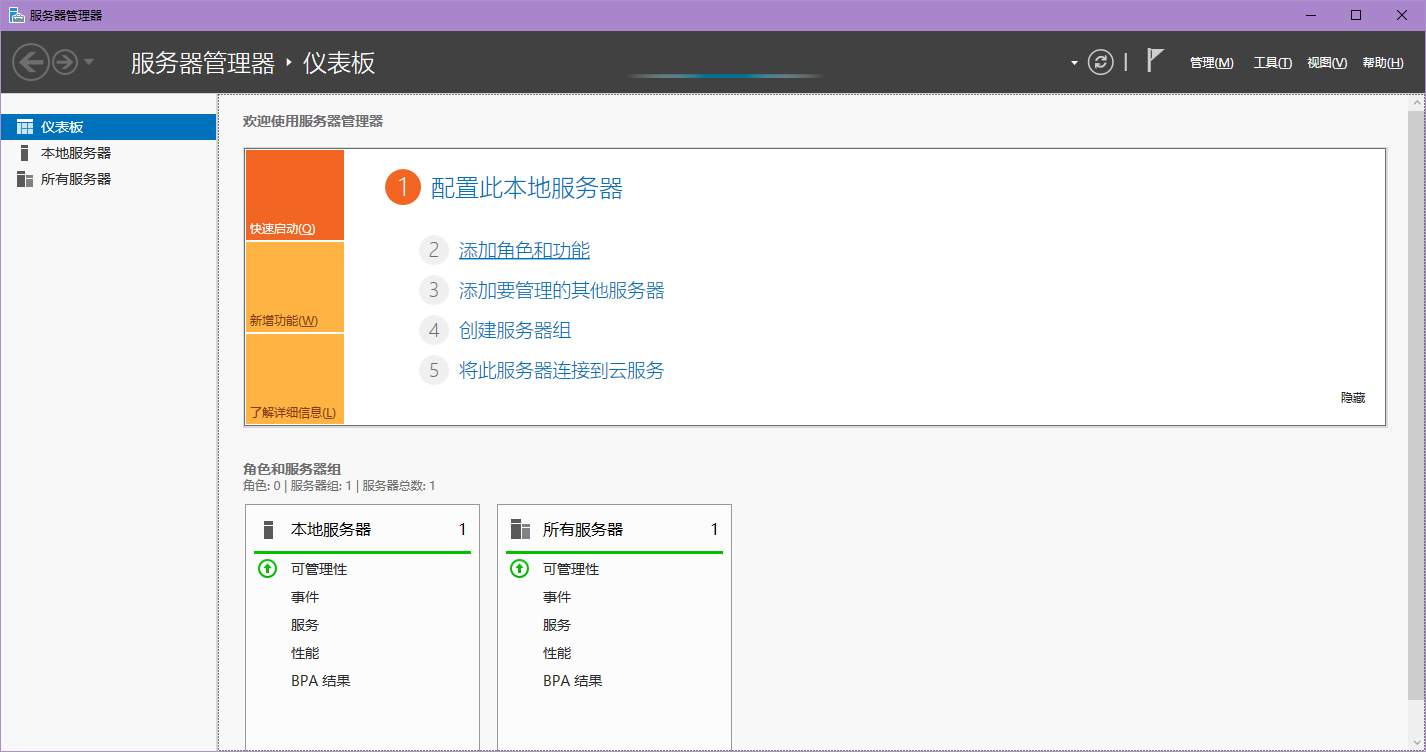 服务器管理器
服务器管理器 ‣ 仪表板
管理(M) 工具(T) 视图(V) 帮助(H)
仪表板
本地服务器
所有服务器
欢迎使用服务器管理器
快速启动(Q)
新增功能(W)
了解详细信息(L)
1 配置此本地服务器
2 添加角色和功能
3 添加要管理的其他服务器
4 创建服务器组
5 将此服务器连接到云服务
隐藏
角色和服务器组
角色: 0 | 服务器组: 1 | 服务器总数: 1
本地服务器 1
可管理性
事件
服务
性能
BPA 结果
所有服务器 1
可管理性
事件
服务
性能
BPA 结果